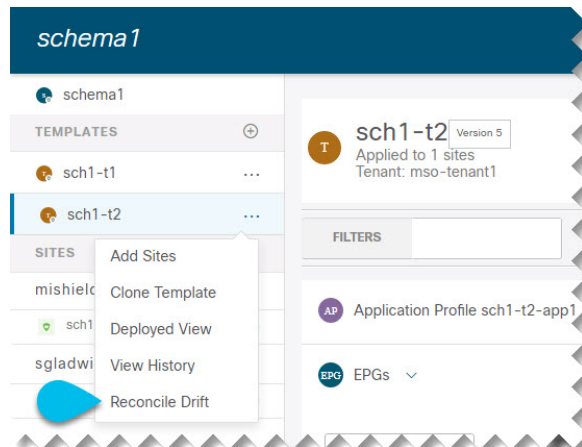 schema1
schema1
TEMPLATES
T sch1-t1 ...
T sch1-t2 ...
SITES
mishield
sch1
sgladwi
Add Sites
Clone Template
Deployed View
View History
Reconcile Drift
T
sch1-t2 Version 5
Applied to 1 sites
Tenant: mso-tenant1
FILTERS
AP Application Profile sch1-t2-app1
EPG EPGs